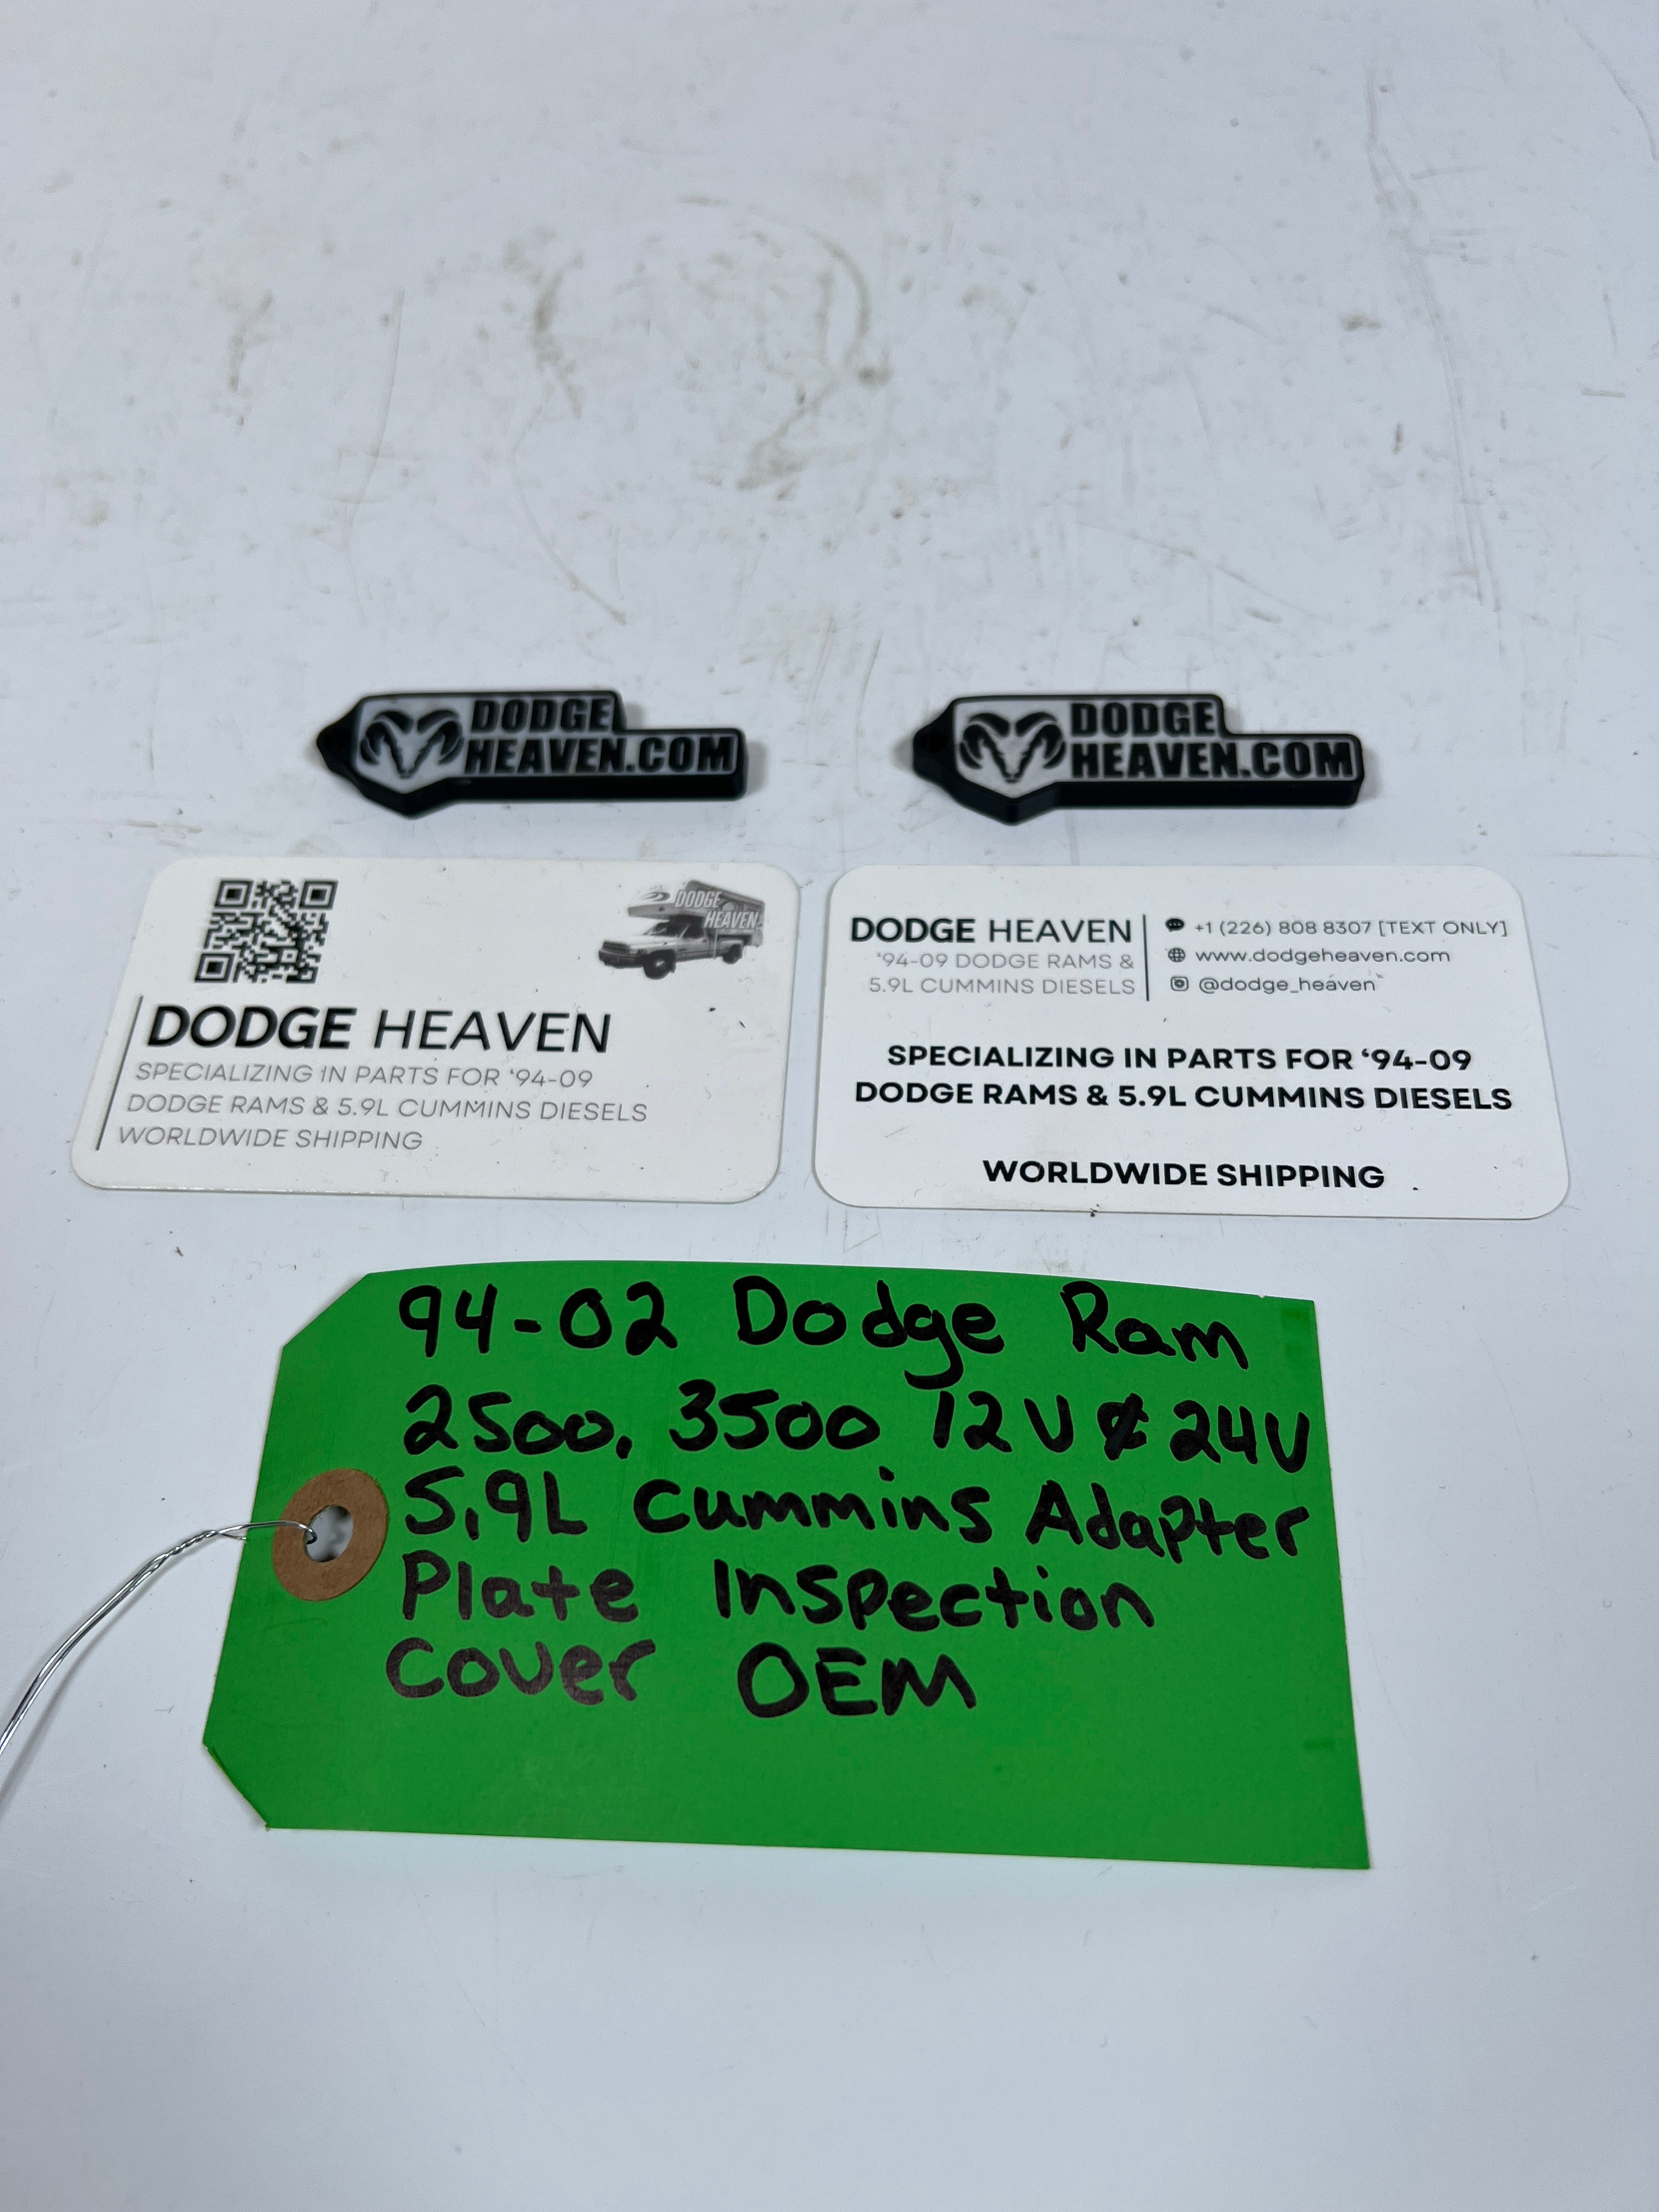 DODGE
HEAVEN.COM
DODGE
HEAVEN.COM
DODGE
HEAVEN
DODGE HEAVEN
SPECIALIZING IN PARTS FOR ‘94-09
DODGE RAMS & 5.9L CUMMINS DIESELS
WORLDWIDE SHIPPING
DODGE HEAVEN
‘94-09 DODGE RAMS &
5.9L CUMMINS DIESELS
+1 (226) 808 8307 [TEXT ONLY]
www.dodgeheaven.com
@dodge_heaven
SPECIALIZING IN PARTS FOR ‘94-09
DODGE RAMS & 5.9L CUMMINS DIESELS
WORLDWIDE SHIPPING
94-02 Dodge Ram
2500, 3500 12V & 24V
5.9L Cummins Adapter
Plate Inspection
Cover OEM